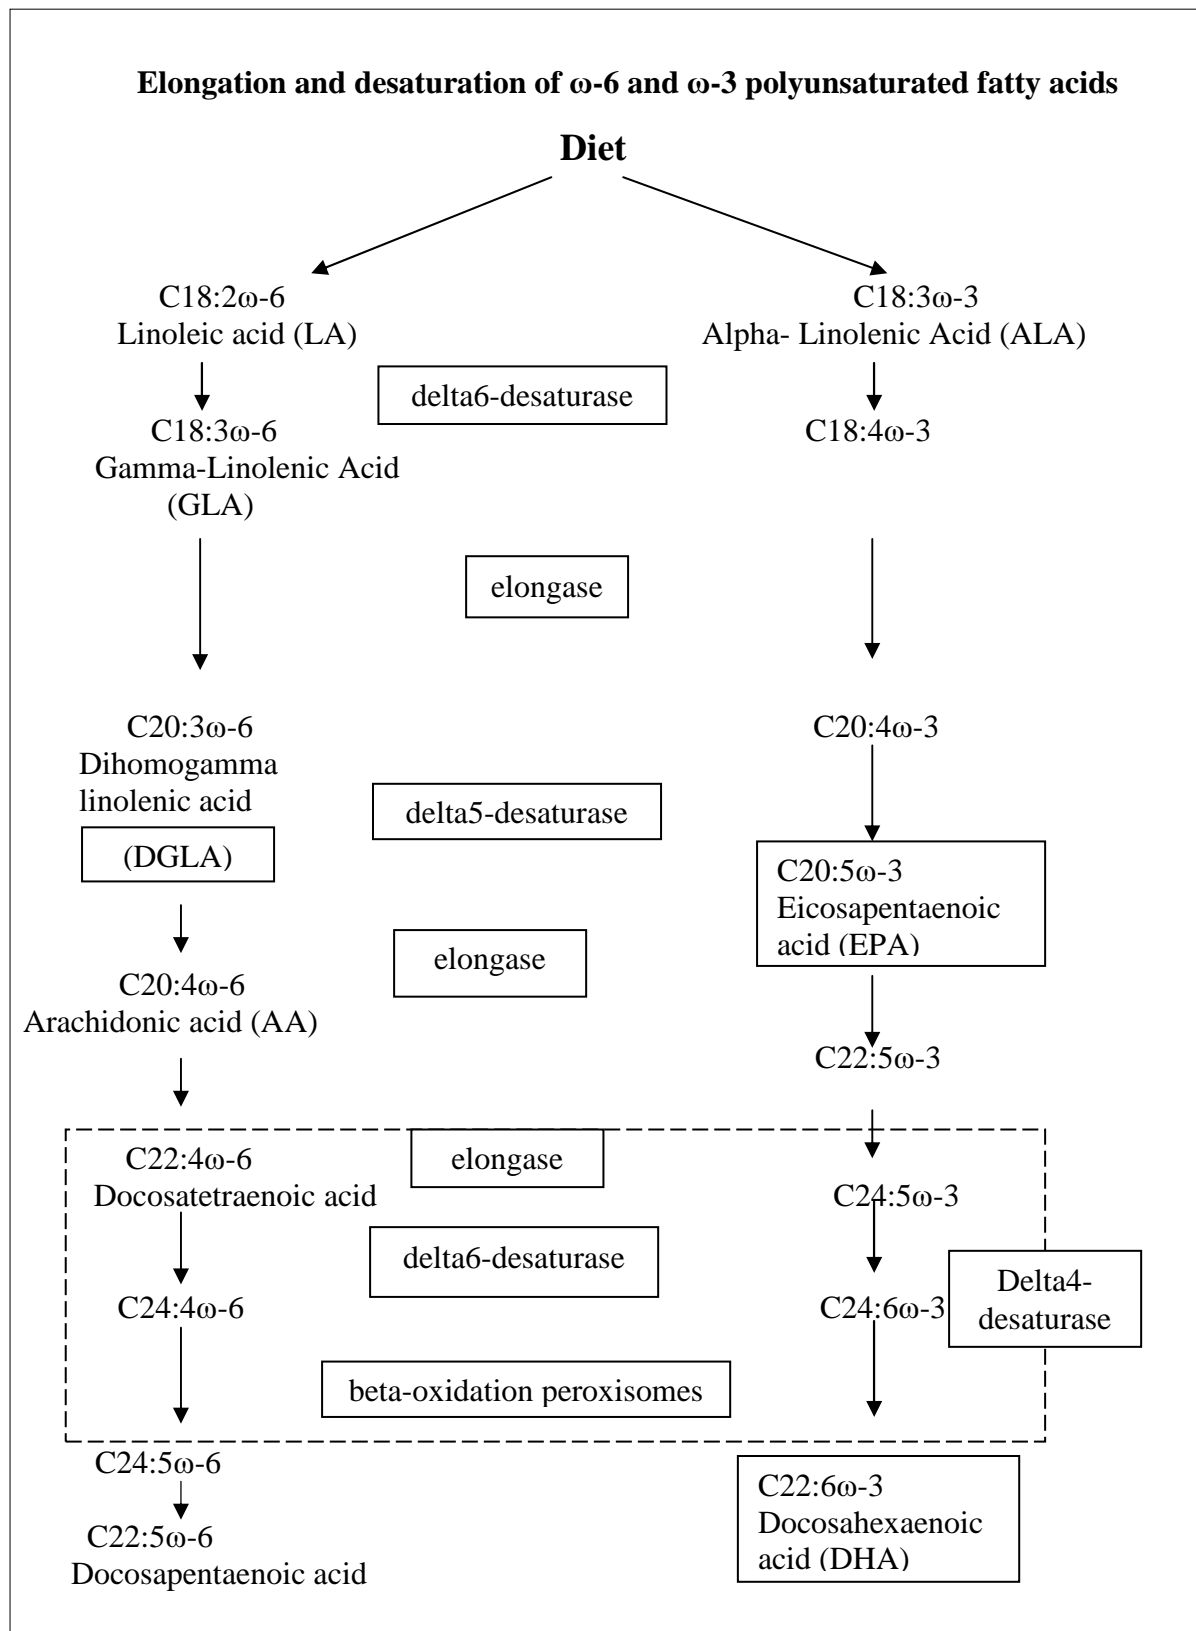 Elongation and desaturation of ω-6 and ω-3 polyunsaturated fatty acids
Diet
C18:2ω-6
Linoleic acid (LA)
C18:3ω-3
Alpha- Linolenic Acid (ALA)
delta6-desaturase
C18:3ω-6
Gamma-Linolenic Acid
(GLA)
C18:4ω-3
elongase
C20:3ω-6
Dihomogamma
linolenic acid
(DGLA)
C20:4ω-3
delta5-desaturase
C20:5ω-3
Eicosapentaenoic
acid (EPA)
elongase
C20:4ω-6
Arachidonic acid (AA)
C22:5ω-3
C22:4ω-6
Docosatetraenoic acid
elongase
C24:5ω-3
delta6-desaturase
Delta4-
desaturase
C24:4ω-6
C24:6ω-3
beta-oxidation peroxisomes
C24:5ω-6
C22:5ω-6
Docosapentaenoic acid
C22:6ω-3
Docosahexaenoic
acid (DHA)